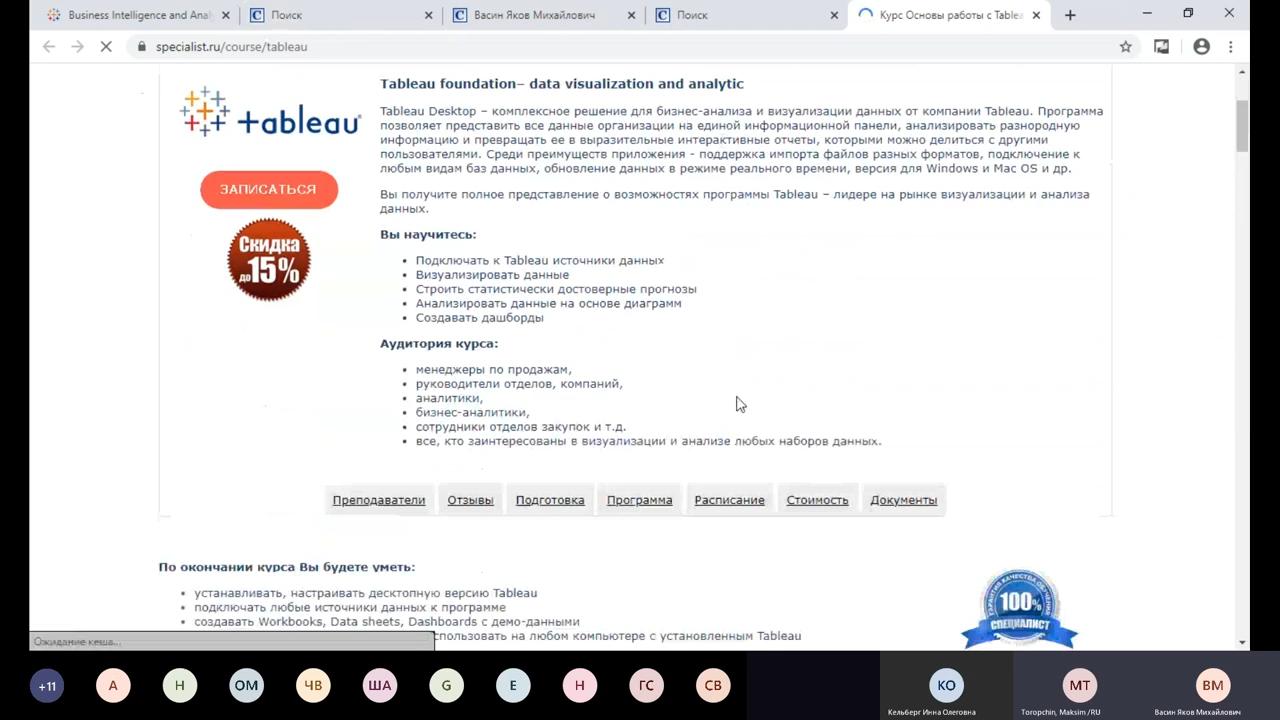 Business Intelligence and Anal
Поиск
Васин Яков Михайлович
Поиск
Курс Основы работы с Table
specialist.ru/course/tableau
Tableau foundation– data visualization and analytic
Tableau Desktop – комплексное решение для бизнес-анализа и визуализации данных от компании Tableau. Программа
позволяет представить все данные организации на единой информационной панели, анализировать разнородную
информацию и превращать ее в выразительные интерактивные отчеты, которыми можно делиться с другими
пользователями. Среди преимуществ приложения - поддержка импорта файлов разных форматов, подключение к
любым видам баз данных, обновление данных в режиме реального времени, версия для Windows и Mac OS и др.
Вы получите полное представление о возможностях программы Tableau – лидере на рынке визуализации и анализа
данных.
+ableau
ЗАПИСАТЬСЯ
Скидка
до 15%
Вы научитесь:
• Подключать к Tableau источники данных
• Визуализировать данные
• Строить статистически достоверные прогнозы
• Анализировать данные на основе диаграмм
• Создавать дашборды
Аудитория курса:
• менеджеры по продажам,
• руководители отделов, компаний,
• аналитики,
• бизнес-аналитики,
• сотрудники отделов закупок и т.д.
• все, кто заинтересованы в визуализации и анализе любых наборов данных.
Преподаватели Отзывы Подготовка Программа Расписание Стоимость Документы
По окончании курса Вы будете уметь:
• устанавливать, настраивать десктопную версию Tableau
• подключать любые источники данных к программе
• создавать Workbooks, Data sheets, Dashboards с демо-данными
спользовать на любом компьютере с установленным Tableau
ГАРАНТИЯ КАЧЕСТВА ОБУЧЕНИЯ
100%
СПЕЦИАЛИСТ
Ожидание кеша...
+11 А Н ОМ ЧВ ША G Е Н ГС СВ КО МТ ВМ
Кельберг Инна Олеговна
Toropchin, Maksim /RU
Васин Яков Михайлович